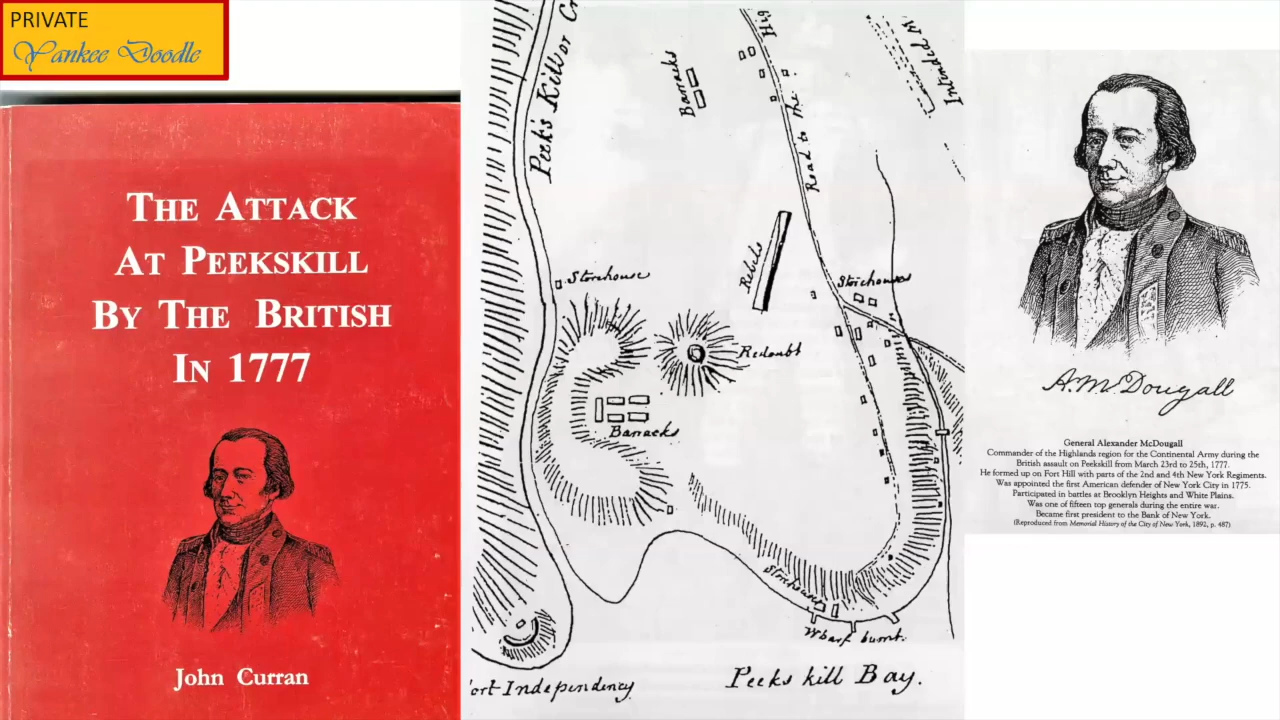 PRIVATE
Yankee Doodle
THE ATTACK
AT PEEKSKILL
BY THE BRITISH
IN 1777
John Curran
Peek's Kill or Cr
Barracks
Road to the Hig
Intended
Rebels
Storehouse
Storehouses
Redoubt
Barracks
Storehouses
Wharf burnt.
ort Independency
Peeks kill Bay.
A. McDougall
General Alexander McDougall
Commander of the Highlands region for the Continental Army during the
British assault on Peekskill from March 23rd to 25th, 1777.
He formed up on Fort Hill with parts of the 2nd and 4th New York Regiments.
Was appointed the first American defender of New York City in 1775.
Participated in battles at Brooklyn Heights and White Plains.
Was one of fifteen top generals during the entire war.
Became first president to the Bank of New York.
(Reproduced from Memorial History of the City of New York, 1892, p. 487)